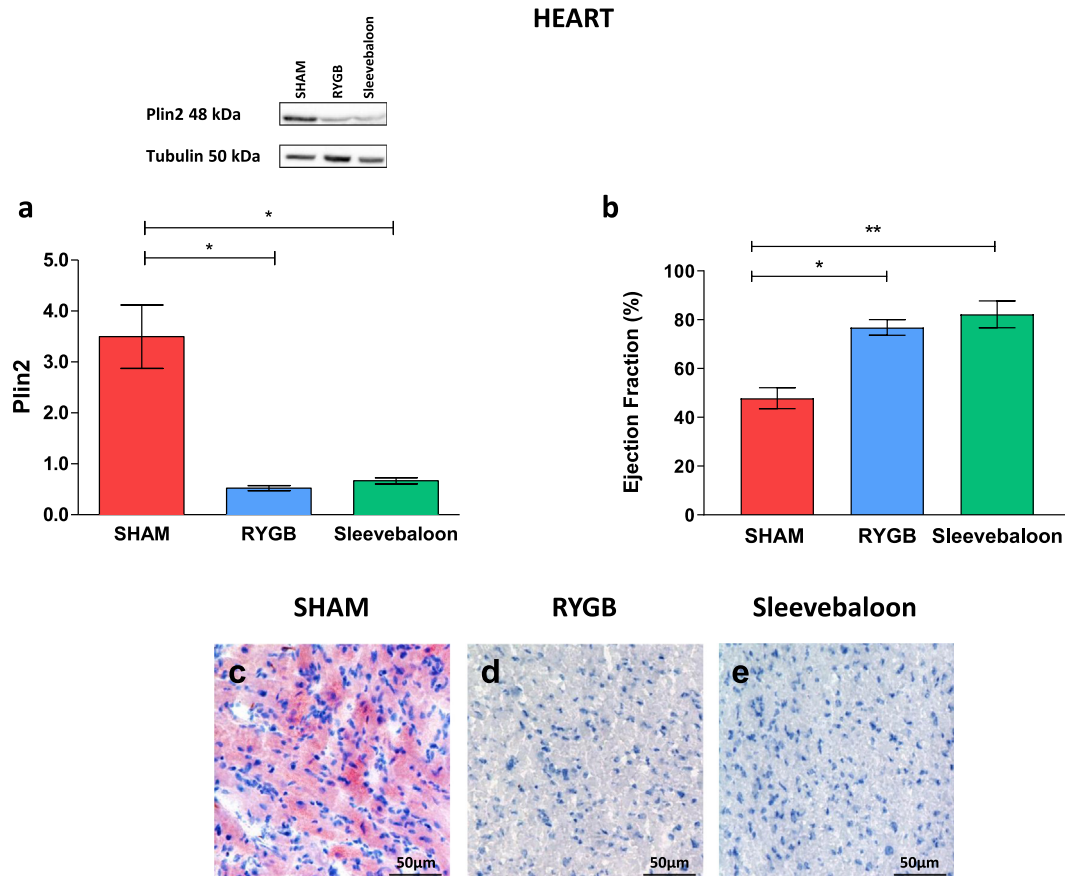 HEART
SHAM
RYGB
Sleevebaloon
Plin2 48 kDa
Tubulin 50 kDa
a
*
*
5.0
4.0
3.0
2.0
1.0
0.0
Plin2
SHAM RYGB Sleevebaloon
b
**
*
100
80
60
40
20
0
Ejection Fraction (%)
SHAM RYGB Sleevebaloon
SHAM RYGB Sleevebaloon
c d e
50µm 50µm 50µm